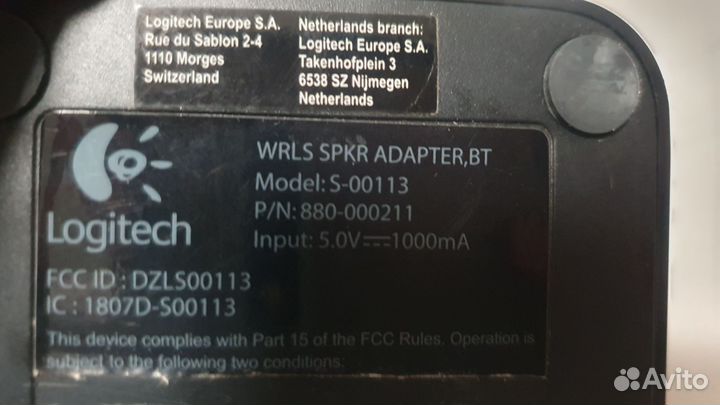 Logitech Europe S.A.
Rue du Sablon 2-4
1110 Morges
Switzerland
Netherlands branch:
Logitech Europe S.A.
Takenhofplein 3
6538 SZ Nijmegen
Netherlands
Logitech
WRLS SPKR ADAPTER,BT
Model: S-00113
P/N: 880-000211
Input: 5.0V⎓1000mA
FCC ID : DZLS00113
IC : 1807D-S00113
This device complies with Part 15 of the FCC Rules. Operation is
subject to the following two conditions:
Avito